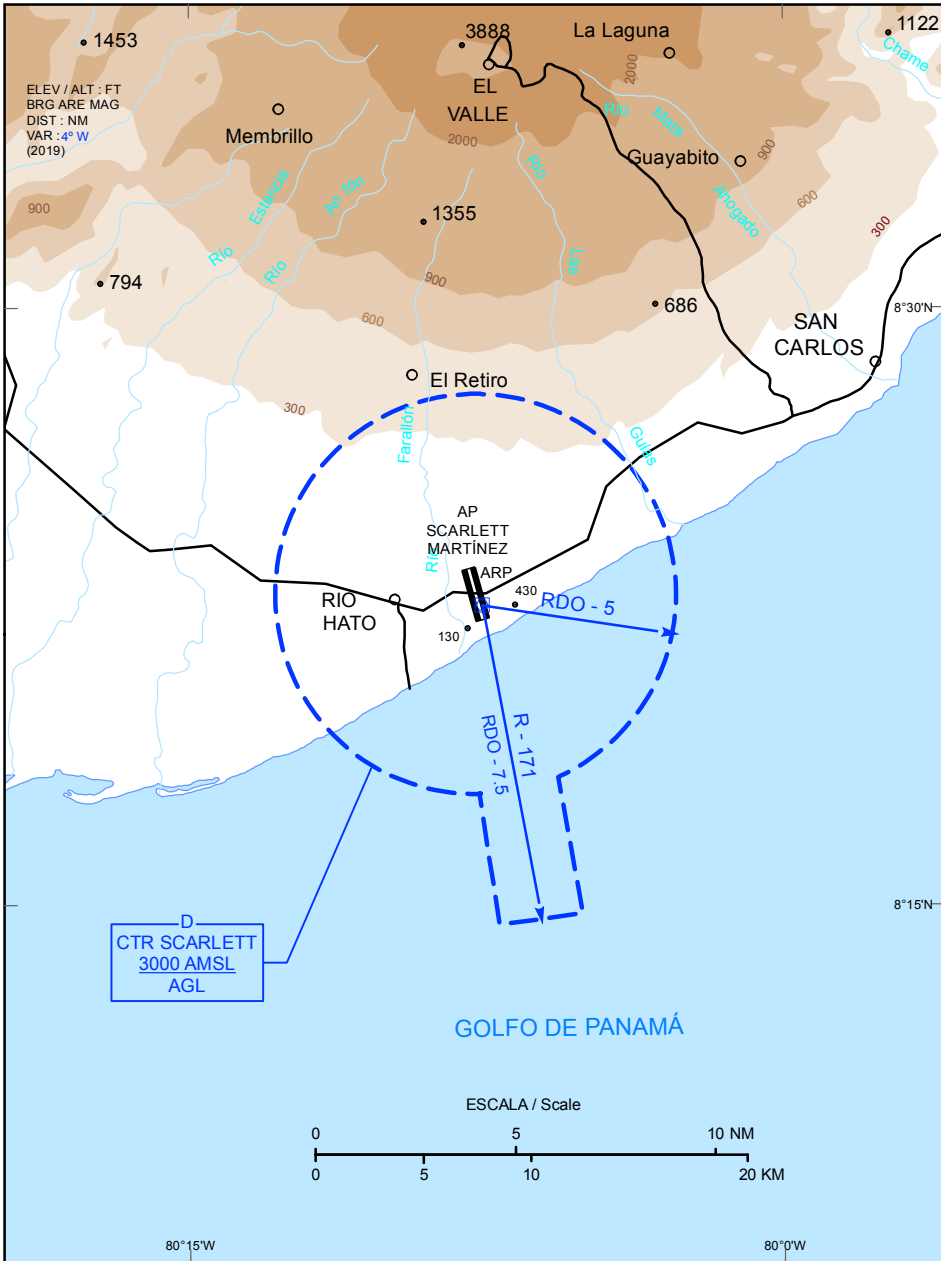 1453
3888
La Laguna
1122
Chame
ELEV / ALT : FT
BRG ARE MAG
DIST : NM
VAR : 4º W
(2019)
EL
VALLE
2000
Río
Mata
Membrillo
2000
Guayabito
900
Río
Estancia
An tón
Ahogado
600
900
1355
300
Río
Río
Las
794
900
686
8°30'N
600
SAN
CARLOS
El Retiro
300
Farallón
Guías
AP
SCARLETT
MARTÍNEZ
Río
ARP
430
RDO - 5
RIO
HATO
130
R - 171
RDO - 7.5
8°15'N
D
CTR SCARLETT
3000 AMSL
AGL
GOLFO DE PANAMÁ
ESCALA / Scale
0 5 10 NM
0 5 10 20 KM
80°15'W
80°0'W